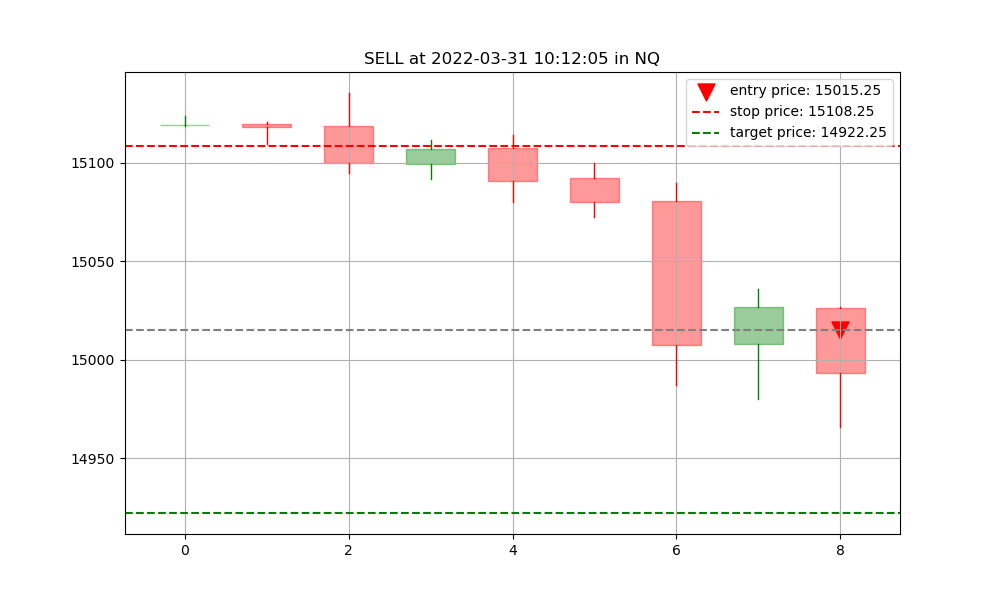 SELL at 2022-03-31 10:12:05 in NQ
entry price: 15015.25
stop price: 15108.25
target price: 14922.25
15100
15050
15000
14950
0 2 4 6 8